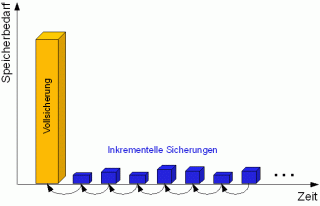 Speicherbedarf
Vollsicherung
Inkrementelle Sicherungen
Zeit